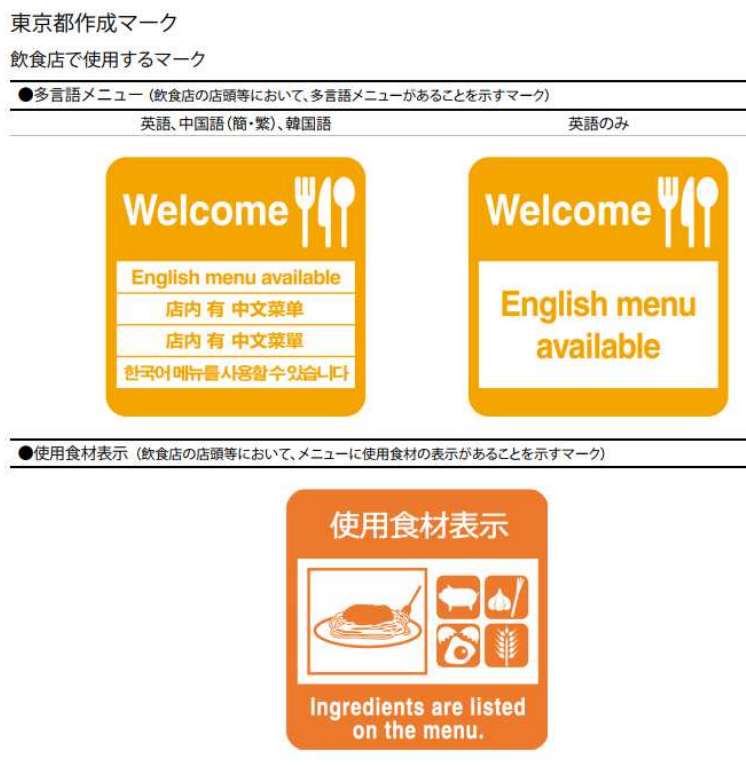 東京都作成マーク
飲食店で使用するマーク
●多言語メニュー（飲食店の店頭等において、多言語メニューがあることを示すマーク）
英語、中国語（簡・繁）、韓国語
英語のみ
Welcome
English menu available
店内 有 中文菜单
店内 有 中文菜單
한국어 메뉴를 사용할 수 있습니다
Welcome
English menu
available
●使用食材表示（飲食店の店頭等において、メニューに使用食材の表示があることを示すマーク）
使用食材表示
Ingredients are listed
on the menu.